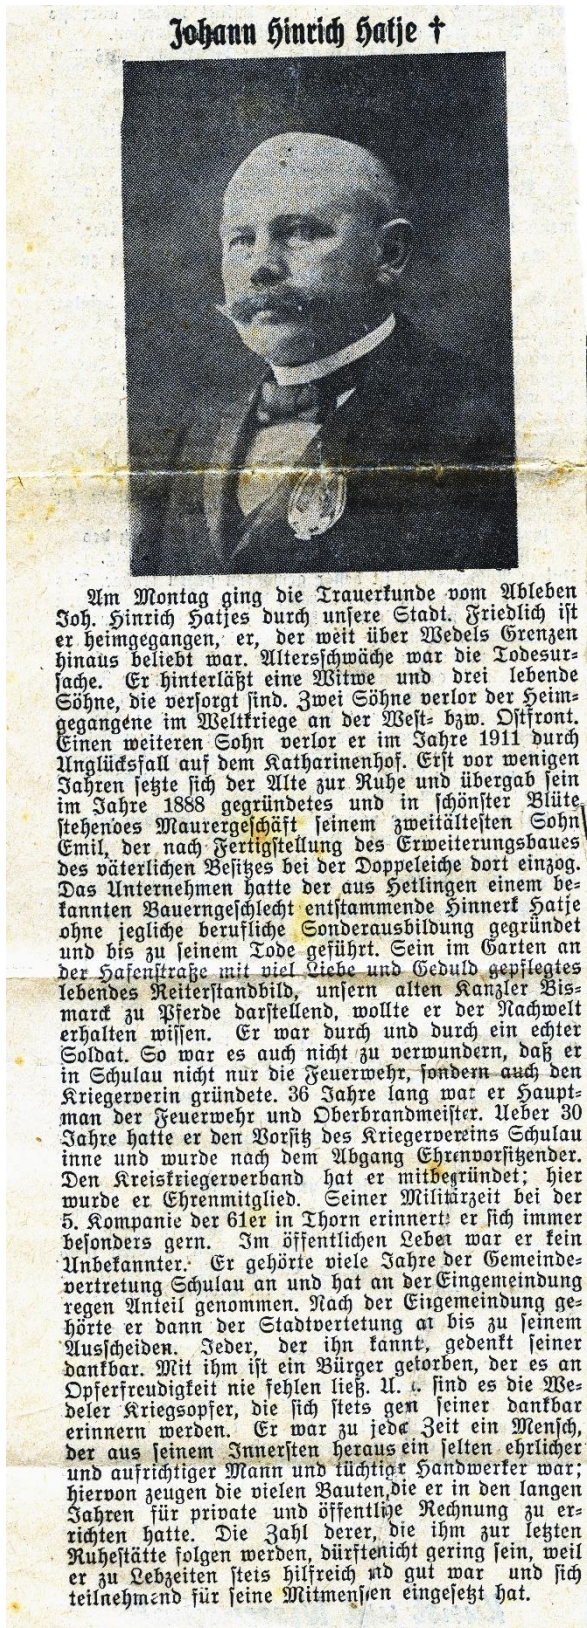 Johann Hinrich Hatje †
Am Montag ging die Trauerkunde vom Ableben
Joh. Hinrich Hatjes durch unsere Stadt. Friedlich ist
er heimgegangen, er, der weit über Wedels Grenzen
hinaus beliebt war. Altersschwäche war die Todesur-
sache. Er hinterläßt eine Witwe und drei lebende
Söhne, die versorgt sind. Zwei Söhne verlor der Heim-
gegangene im Weltkriege an der West- bzw. Ostfront.
Einen weiteren Sohn verlor er im Jahre 1911 durch
Unglücksfall auf dem Katharinenhof. Erst vor wenigen
Jahren setzte sich der Alte zur Ruhe und übergab sein
im Jahre 1888 gegründetes und in schönster Blüte
stehendes Maurergeschäft seinem zweitältesten Sohn
Emil, der nach Fertigstellung des Erweiterungsbaues
des väterlichen Besitzes bei der Doppeleiche dort einzog.
Das Unternehmen hatte der aus Hetlingen einem be-
kannten Bauerngeschlecht entstammende Hinnerk Hatje
ohne jegliche berufliche Sonderausbildung gegründet
und bis zu seinem Tode geführt. Sein im Garten an
der Hafenstraße mit viel Liebe und Geduld gepflegtes
lebendes Reiterstandbild, unsern alten Kanzler Bis-
marck zu Pferde darstellend, wollte er der Nachwelt
erhalten wissen. Er war durch und durch ein echter
Soldat. So war es auch nicht zu verwundern, daß er
in Schulau nicht nur die Feuerwehr, sondern auch den
Kriegerverin gründete. 36 Jahre lang war er Haupt-
man der Feuerwehr und Oberbrandmeister. Ueber 30
Jahre hatte er den Vorsitz des Kriegervereins Schulau
inne und wurde nach dem Abgang Ehrenvorsitzender.
Den Kreiskriegerverband hat er mitbegründet; hier
wurde er Ehrenmitglied. Seiner Militärzeit bei der
5. Kompanie der 61er in Thorn erinnerte er sich immer
besonders gern. Im öffentlichen Leben war er kein
Unbekannter. Er gehörte viele Jahre der Gemeinde-
vertretung Schulau an und hat an der Eingemeindung
regen Anteil genommen. Nach der Eingemeindung ge-
hörte er dann der Stadtvertetung an bis zu seinem
Ausscheiden. Jeder, der ihn kannt, gedenkt seiner
dankbar. Mit ihm ist ein Bürger getorben, der es an
Opferfreudigkeit nie fehlen ließ. U. a. sind es die We-
deler Kriegsopfer, die sich stets gern seiner dankbar
erinnern werden. Er war zu jeder Zeit ein Mensch,
der aus seinem Innersten heraus ein selten ehrlicher
und aufrichtiger Mann und tüchtiger Handwerker war;
hiervon zeugen die vielen Bauten, die er in den langen
Jahren für private und öffentliche Rechnung zu er-
richten hatte. Die Zahl derer, die ihm zur letzten
Ruhestätte folgen werden, dürfte nicht gering sein, weil
er zu Lebzeiten stets hilfreich und gut war und sich
teilnehmend für seine Mitmenschen eingesetzt hat.